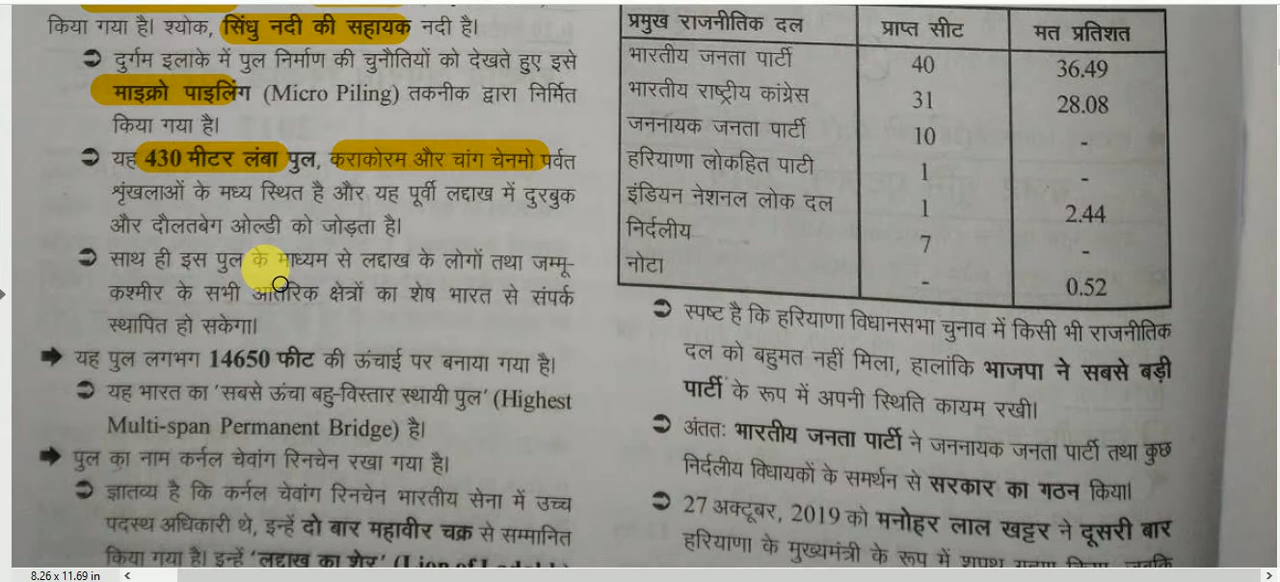 किया गया है। श्योक, सिंधु नदी की सहायक नदी है।
➲ दुर्गम इलाके में पुल निर्माण की चुनौतियों को देखते हुए इसे
माइक्रो पाइलिंग (Micro Piling) तकनीक द्वारा निर्मित
किया गया है।
➲ यह 430 मीटर लंबा पुल, काराकोरम और चांग चेनमो पर्वत
शृंखलाओं के मध्य स्थित है और यह पूर्वी लद्दाख में दुरबुक
और दौलतबेग ओल्डी को जोड़ता है।
➲ साथ ही इस पुल के माध्यम से लद्दाख के लोगों तथा जम्मू-
कश्मीर के सभी आंतरिक क्षेत्रों का शेष भारत से संपर्क
स्थापित हो सकेगा।
➡ यह पुल लगभग 14650 फीट की ऊंचाई पर बनाया गया है।
➲ यह भारत का 'सबसे ऊंचा बहु-विस्तार स्थायी पुल' (Highest
Multi-span Permanent Bridge) है।
➡ पुल का नाम कर्नल चेवांग रिनचेन रखा गया है।
➲ ज्ञातव्य है कि कर्नल चेवांग रिनचेन भारतीय सेना में उच्च
पदस्थ अधिकारी थे, इन्हें दो बार महावीर चक्र से सम्मानित
किया गया है। इन्हें 'लद्दाख का शेर' (Lion of Ladakh)
प्रमुख राजनीतिक दल प्राप्त सीट मत प्रतिशत
भारतीय जनता पार्टी 40 36.49
भारतीय राष्ट्रीय कांग्रेस 31 28.08
जननायक जनता पार्टी 10 -
हरियाणा लोकहित पाटी 1 -
इंडियन नेशनल लोक दल 1 2.44
निर्दलीय 7 -
नोटा - 0.52
➲ स्पष्ट है कि हरियाणा विधानसभा चुनाव में किसी भी राजनीतिक
दल को बहुमत नहीं मिला, हालांकि भाजपा ने सबसे बड़ी
पार्टी के रूप में अपनी स्थिति कायम रखी।
➲ अंततः भारतीय जनता पार्टी ने जननायक जनता पार्टी तथा कुछ
निर्दलीय विधायकों के समर्थन से सरकार का गठन किया।
➲ 27 अक्टूबर, 2019 को मनोहर लाल खट्टर ने दूसरी बार
हरियाणा के मुख्यमंत्री के रूप में शपथ
8.26 x 11.69 in